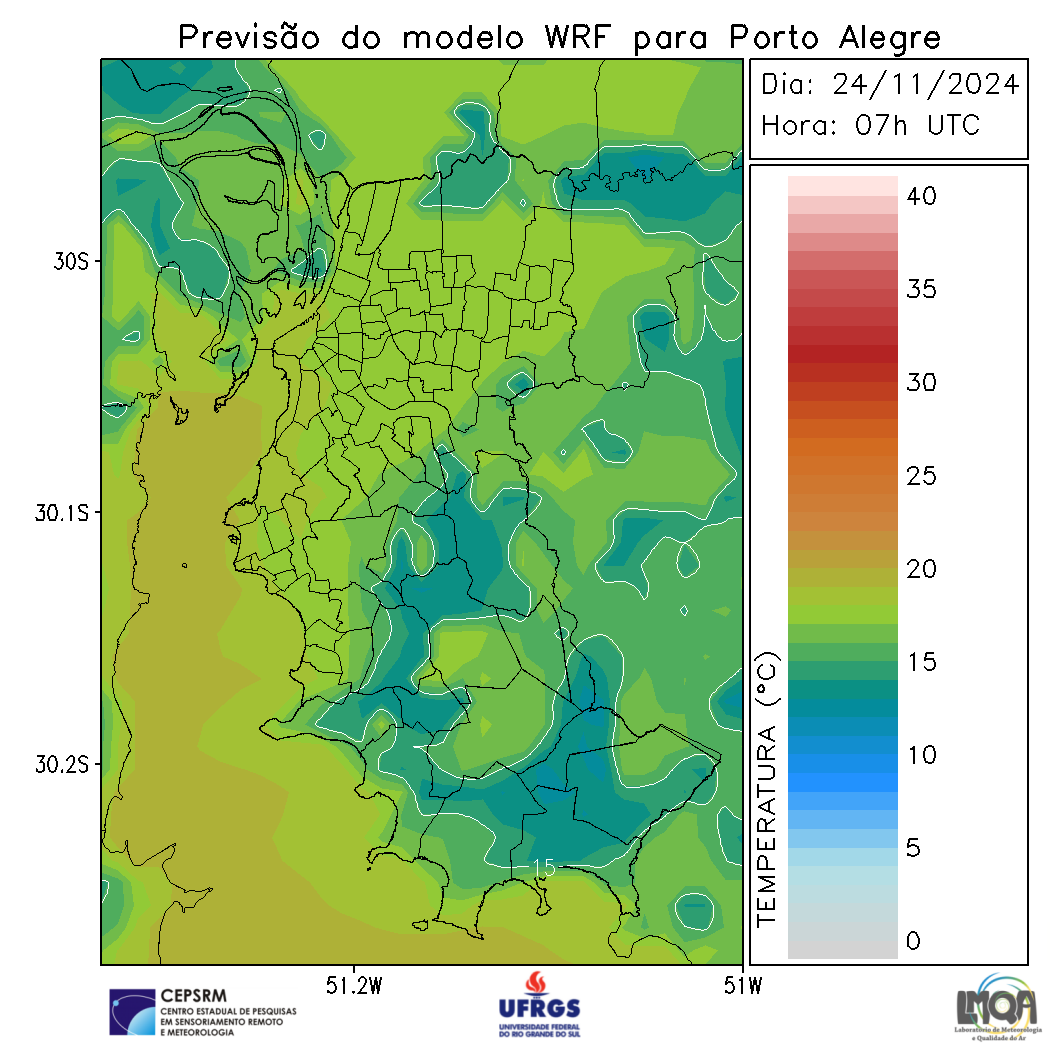 Previsão do modelo WRF para Porto Alegre
Dia: 24/11/2024
Hora: 07h UTC
30S
30.1S
30.2S
51.2W
51W
15
TEMPERATURA (°C)
40
35
30
25
20
15
10
5
0
CEPSRM
CENTRO ESTADUAL DE PESQUISAS
EM SENSORIAMENTO REMOTO
E METEOROLOGIA
UFRGS
UNIVERSIDADE FEDERAL
DO RIO GRANDE DO SUL
LMQA
Laboratório de Meteorologia
e Qualidade do Ar